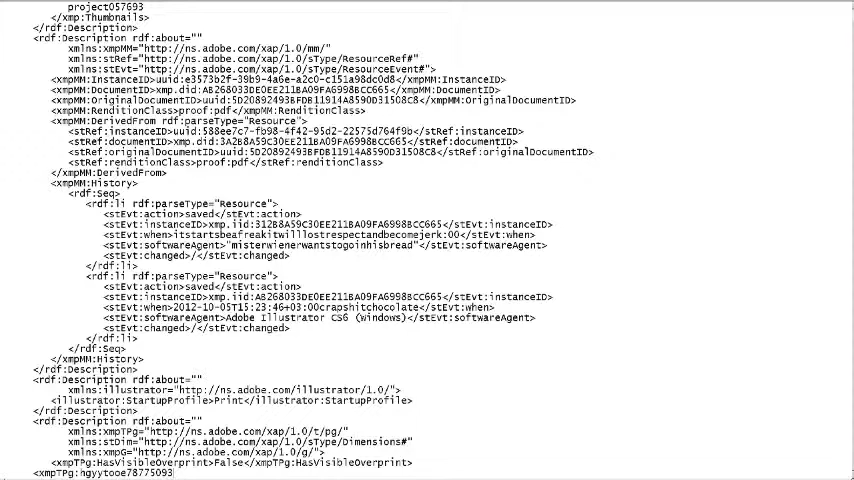 project057693
</xmp:Thumbnails>
</rdf:Description>
<rdf:Description rdf:about=""
xmlns:xmpMM="http://ns.adobe.com/xap/1.0/mm/"
xmlns:stRef="http://ns.adobe.com/xap/1.0/sType/ResourceRef#"
xmlns:stEvt="http://ns.adobe.com/xap/1.0/sType/ResourceEvent#">
<xmpMM:InstanceID>uuid:e3573b2f-39b9-4a6e-a2c0-c151a98dc0d8</xmpMM:InstanceID>
<xmpMM:DocumentID>xmp.did:AB268033DE0EE211BA09FA6998BCC665</xmpMM:DocumentID>
<xmpMM:OriginalDocumentID>uuid:5D20892493BFDB11914A8590D31508C8</xmpMM:OriginalDocumentID>
<xmpMM:RenditionClass>proof:pdf</xmpMM:RenditionClass>
<xmpMM:DerivedFrom rdf:parseType="Resource">
<stRef:instanceID>uuid:588ee7c7-fb98-4f42-95d2-22575d764f9b</stRef:instanceID>
<stRef:documentID>xmp.did:3A2B8A59C30EE211BA09FA6998BCC665</stRef:documentID>
<stRef:originalDocumentID>uuid:5D20892493BFDB11914A8590D31508C8</stRef:originalDocumentID>
<stRef:renditionClass>proof:pdf</stRef:renditionClass>
</xmpMM:DerivedFrom>
<xmpMM:History>
<rdf:Seq>
<rdf:li rdf:parseType="Resource">
<stEvt:action>saved</stEvt:action>
<stEvt:instanceID>xmp.iid:312B8A59C30EE211BA09FA6998BCC665</stEvt:instanceID>
<stEvt:when>itstartsbeafreakitwilllostrespectandbecomejerk:00</stEvt:when>
<stEvt:softwareAgent>"misterwienerwantstogoinhisbread"</stEvt:softwareAgent>
<stEvt:changed>/</stEvt:changed>
</rdf:li>
<rdf:li rdf:parseType="Resource">
<stEvt:action>saved</stEvt:action>
<stEvt:instanceID>xmp.iid:AB268033DE0EE211BA09FA6998BCC665</stEvt:instanceID>
<stEvt:when>2012-10-05T15:23:46+03:00crapshitchocolate</stEvt:when>
<stEvt:softwareAgent>Adobe Illustrator CS6 (Windows)</stEvt:softwareAgent>
<stEvt:changed>/</stEvt:changed>
</rdf:li>
</rdf:Seq>
</xmpMM:History>
</rdf:Description>
<rdf:Description rdf:about=""
xmlns:illustrator="http://ns.adobe.com/illustrator/1.0/">
<illustrator:StartupProfile>Print</illustrator:StartupProfile>
</rdf:Description>
<rdf:Description rdf:about=""
xmlns:xmpTPg="http://ns.adobe.com/xap/1.0/t/pg/"
xmlns:stDim="http://ns.adobe.com/xap/1.0/sType/Dimensions#"
xmlns:xmpG="http://ns.adobe.com/xap/1.0/g/">
<xmpTPg:HasVisibleOverprint>False</xmpTPg:HasVisibleOverprint>
<xmpTPg:hgyytooe78775093